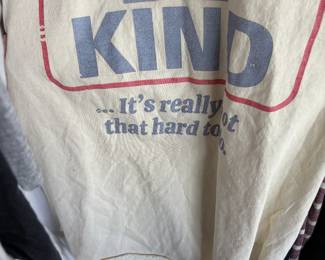 KIND
... It's really
that hard to